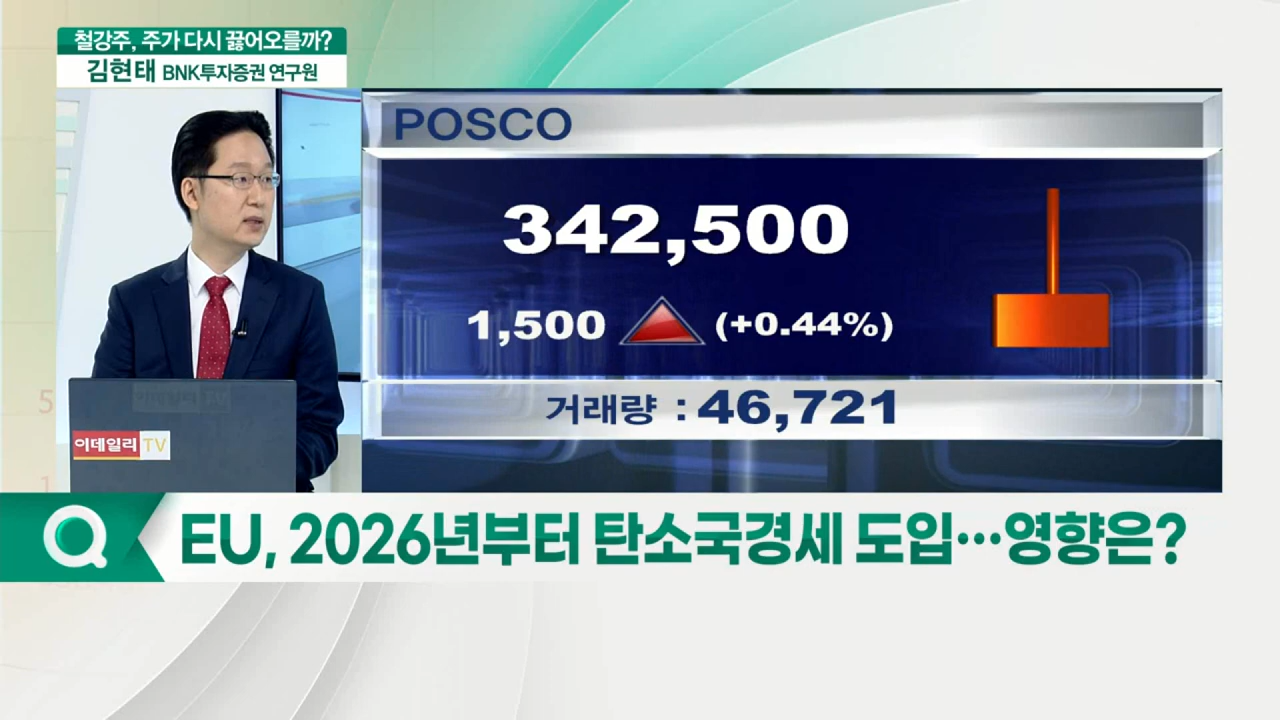 철강주, 주가 다시 끓어오를까?
김현태 BNK투자증권 연구원
POSCO
342,500
1,500 ▲ (+0.44%)
거래량 : 46,721
이데일리TV
Q EU, 2026년부터 탄소국경세 도입…영향은?